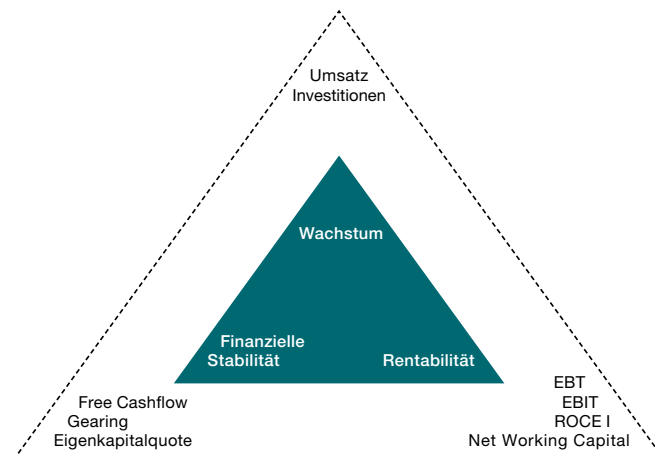 Umsatz
Investitionen
Wachstum
Finanzielle
Stabilität
Rentabilität
Free Cashflow
Gearing
Eigenkapitalquote
EBT
EBIT
ROCE I
Net Working Capital